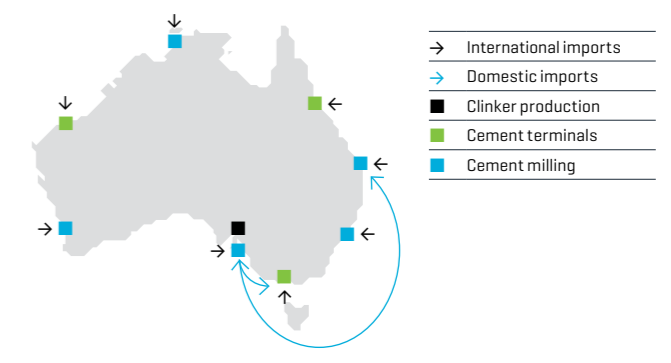 International imports
Domestic imports
Clinker production
Cement terminals
Cement milling